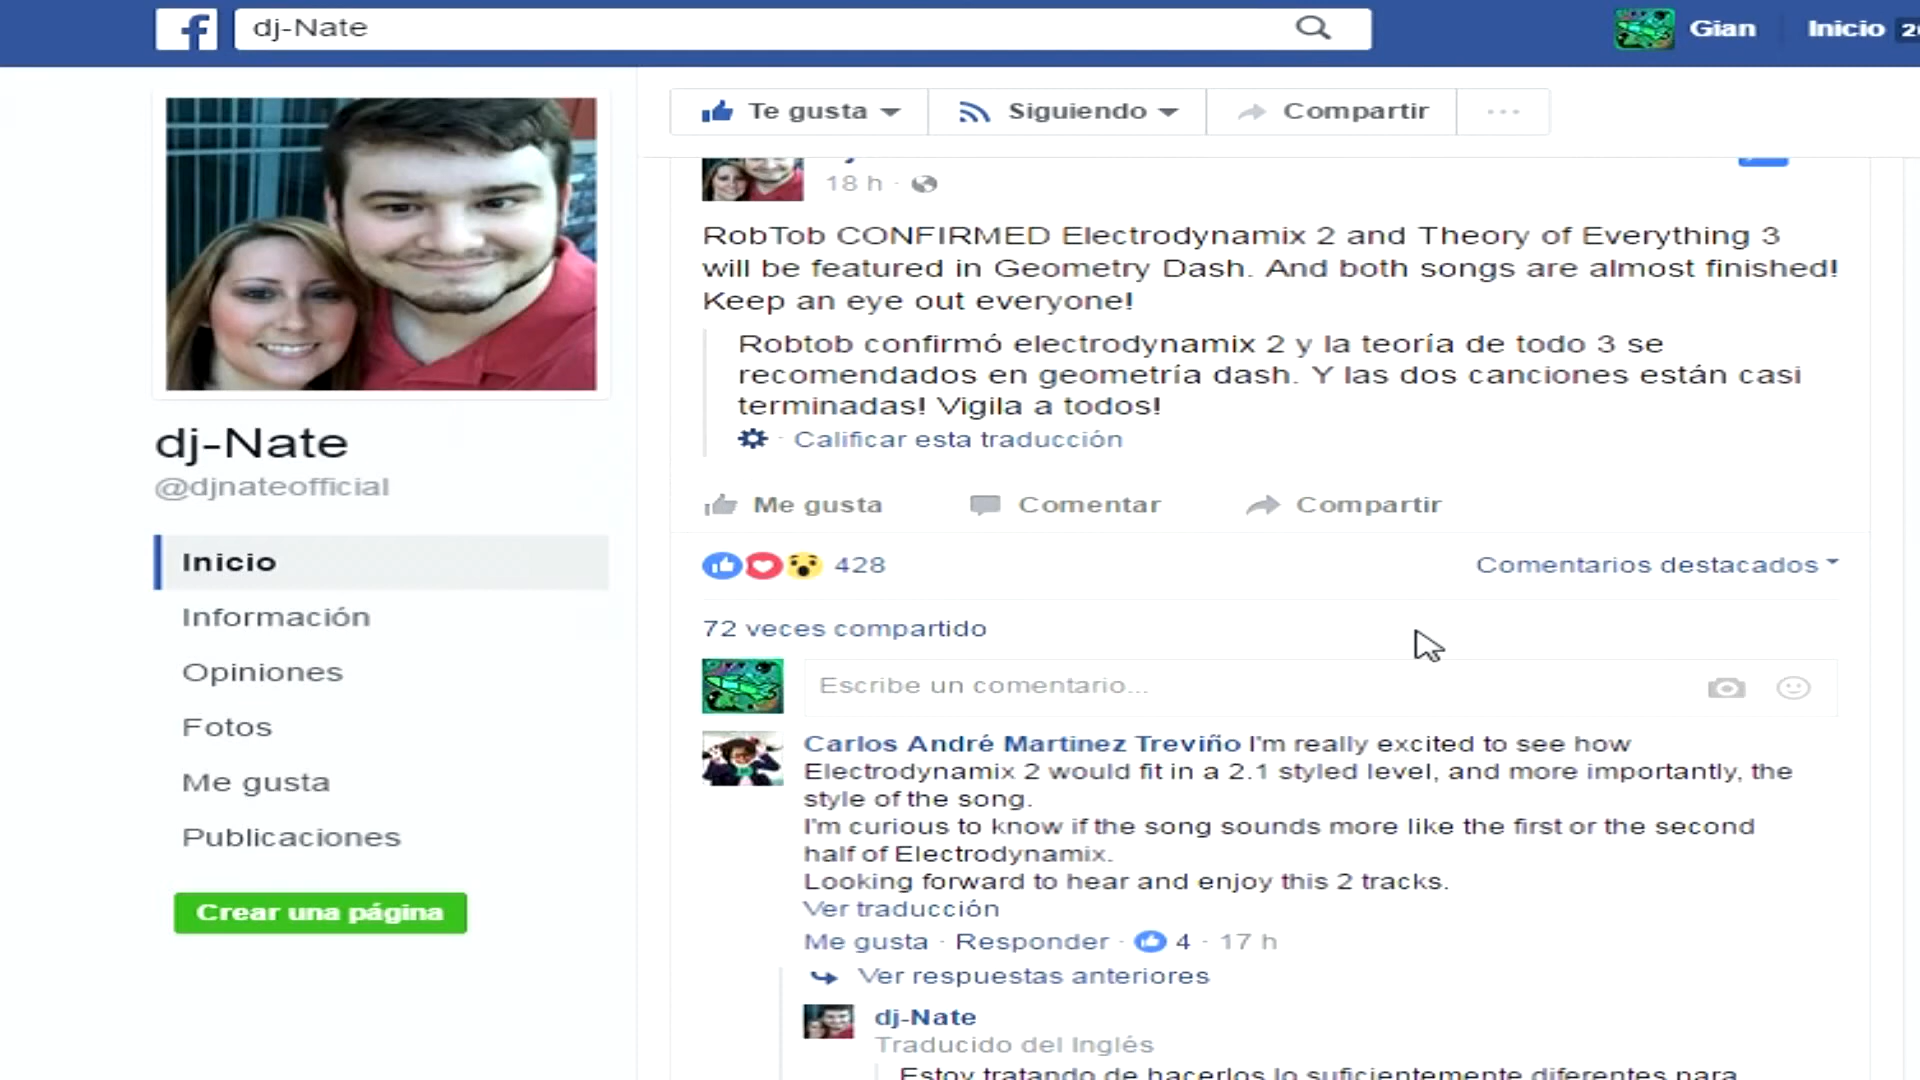 dj-Nate
Gian
Inicio
Te gusta
Siguiendo
Compartir
18 h ·
RobTob CONFIRMED Electrodynamix 2 and Theory of Everything 3
will be featured in Geometry Dash. And both songs are almost finished!
Keep an eye out everyone!
Robtob confirmó electrodynamix 2 y la teoría de todo 3 se
recomendados en geometría dash. Y las dos canciones están casi
terminadas! Vigila a todos!
· Calificar esta traducción
Me gusta
Comentar
Compartir
428
Comentarios destacados
72 veces compartido
Escribe un comentario...
Carlos André Martinez Treviño I'm really excited to see how
Electrodynamix 2 would fit in a 2.1 styled level, and more importantly, the
style of the song.
I'm curious to know if the song sounds more like the first or the second
half of Electrodynamix.
Looking forward to hear and enjoy this 2 tracks.
Ver traducción
Me gusta · Responder · 4 · 17 h
Ver respuestas anteriores
dj-Nate
Traducido del Inglés
Estoy tratando de hacerlos lo suficientemente diferentes para
dj-Nate
@djnateofficial
Inicio
Información
Opiniones
Fotos
Me gusta
Publicaciones
Crear una página